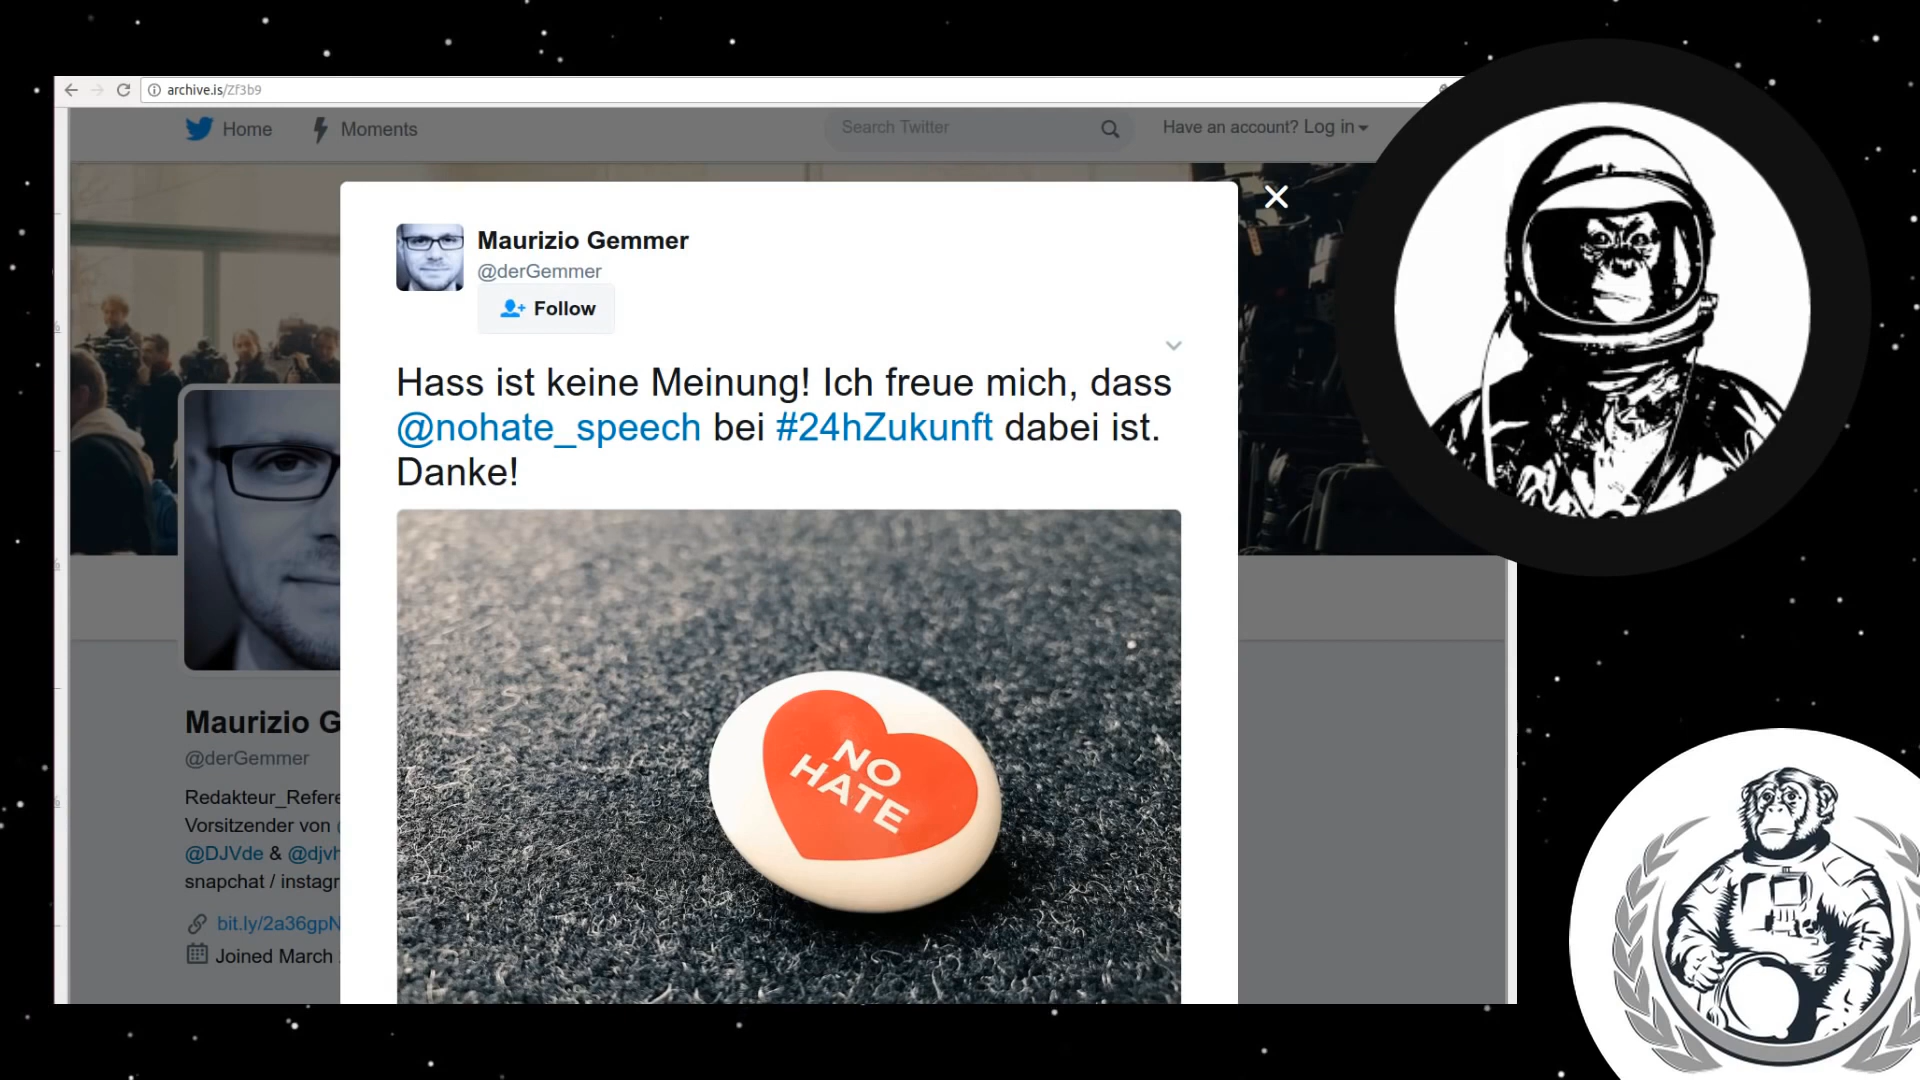 archive.is/Zf3b9
Home
Moments
Search Twitter
Have an account? Log in
Maurizio Gemmer
@derGemmer
Follow
Hass ist keine Meinung! Ich freue mich, dass
@nohate_speech bei #24hZukunft dabei ist.
Danke!
NO
HATE
Maurizio G
@derGemmer
Redakteur_Refere
Vorsitzender von
@DJVde & @djvh
snapchat / instagr
bit.ly/2a36gpN
Joined March